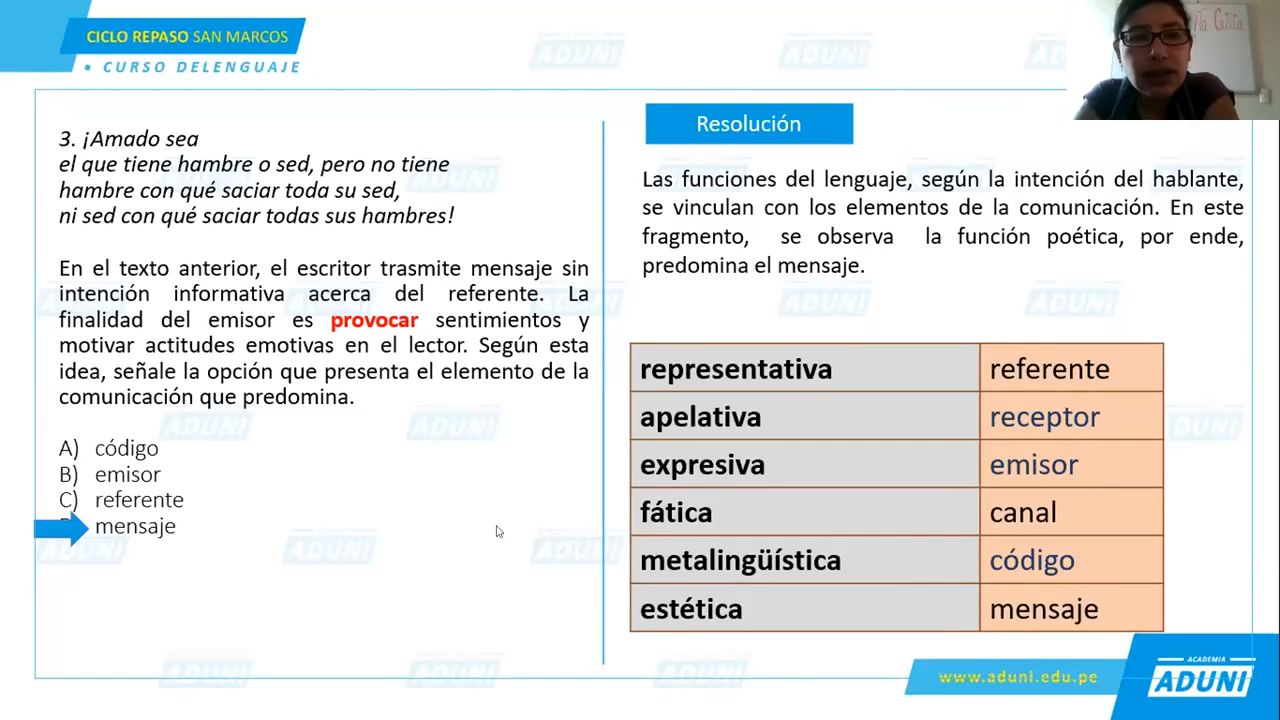 CICLO REPASO SAN MARCOS
• CURSO DELENGUAJE
3. ¡Amado sea
el que tiene hambre o sed, pero no tiene
hambre con qué saciar toda su sed,
ni sed con qué saciar todas sus hambres!
En el texto anterior, el escritor trasmite mensaje sin
intención informativa acerca del referente. La
finalidad del emisor es provocar sentimientos y
motivar actitudes emotivas en el lector. Según esta
idea, señale la opción que presenta el elemento de la
comunicación que predomina.
A) código
B) emisor
C) referente
mensaje
Resolución
Las funciones del lenguaje, según la intención del hablante,
se vinculan con los elementos de la comunicación. En este
fragmento, se observa la función poética, por ende,
predomina el mensaje.
representativa referente
apelativa receptor
expresiva emisor
fática canal
metalingüística código
estética mensaje
www.aduni.edu.pe
ACADEMIA
ADUNI